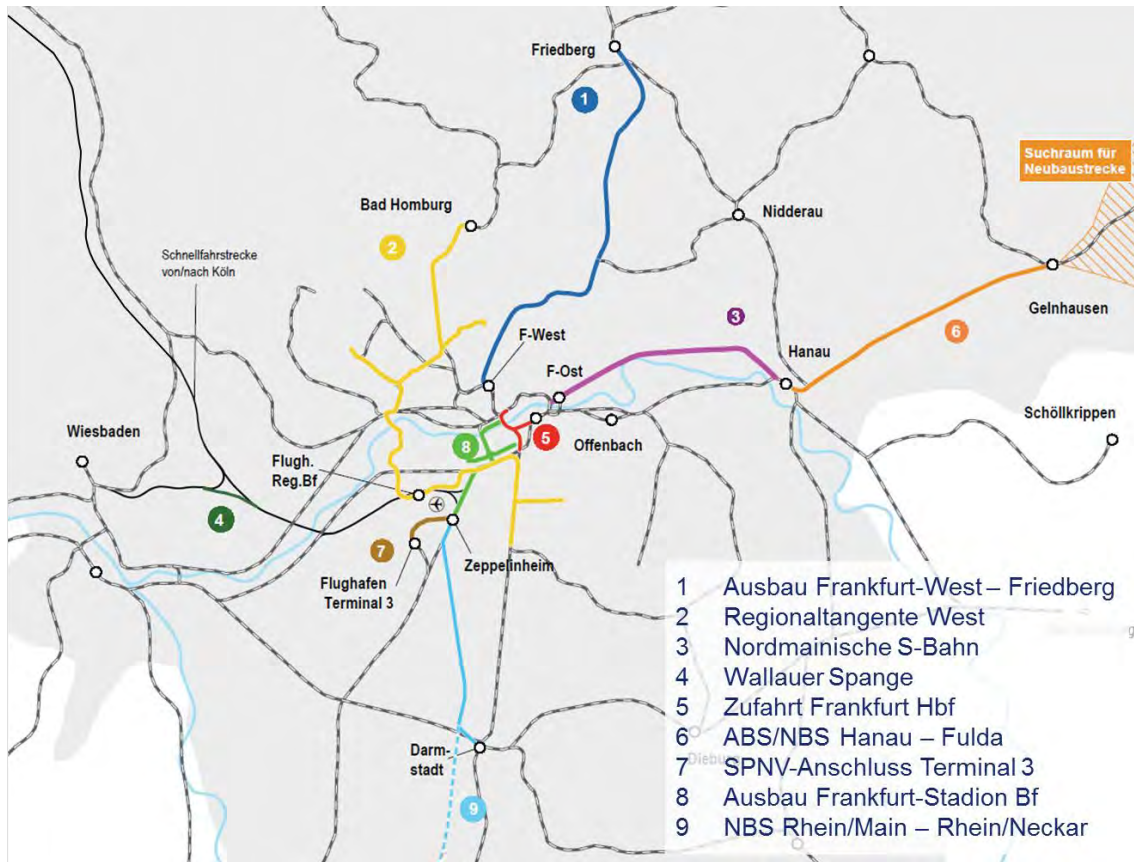 Friedberg
1
Suchraum für
Neubaustrecke
Bad Homburg
Nidderau
2
Schnellfahrstrecke
von/nach Köln
Gelnhausen
3
6
F-West
Hanau
F-Ost
Schöllkrippen
Wiesbaden
8
5
Offenbach
Flugh.
Reg.Bf
4
7
Zeppelinheim
Flughafen
Terminal 3
Darm-
stadt
9
1 Ausbau Frankfurt-West – Friedberg
2 Regionaltangente West
3 Nordmainische S-Bahn
4 Wallauer Spange
5 Zufahrt Frankfurt Hbf
6 ABS/NBS Hanau – Fulda
7 SPNV-Anschluss Terminal 3
8 Ausbau Frankfurt-Stadion Bf
9 NBS Rhein/Main – Rhein/Neckar